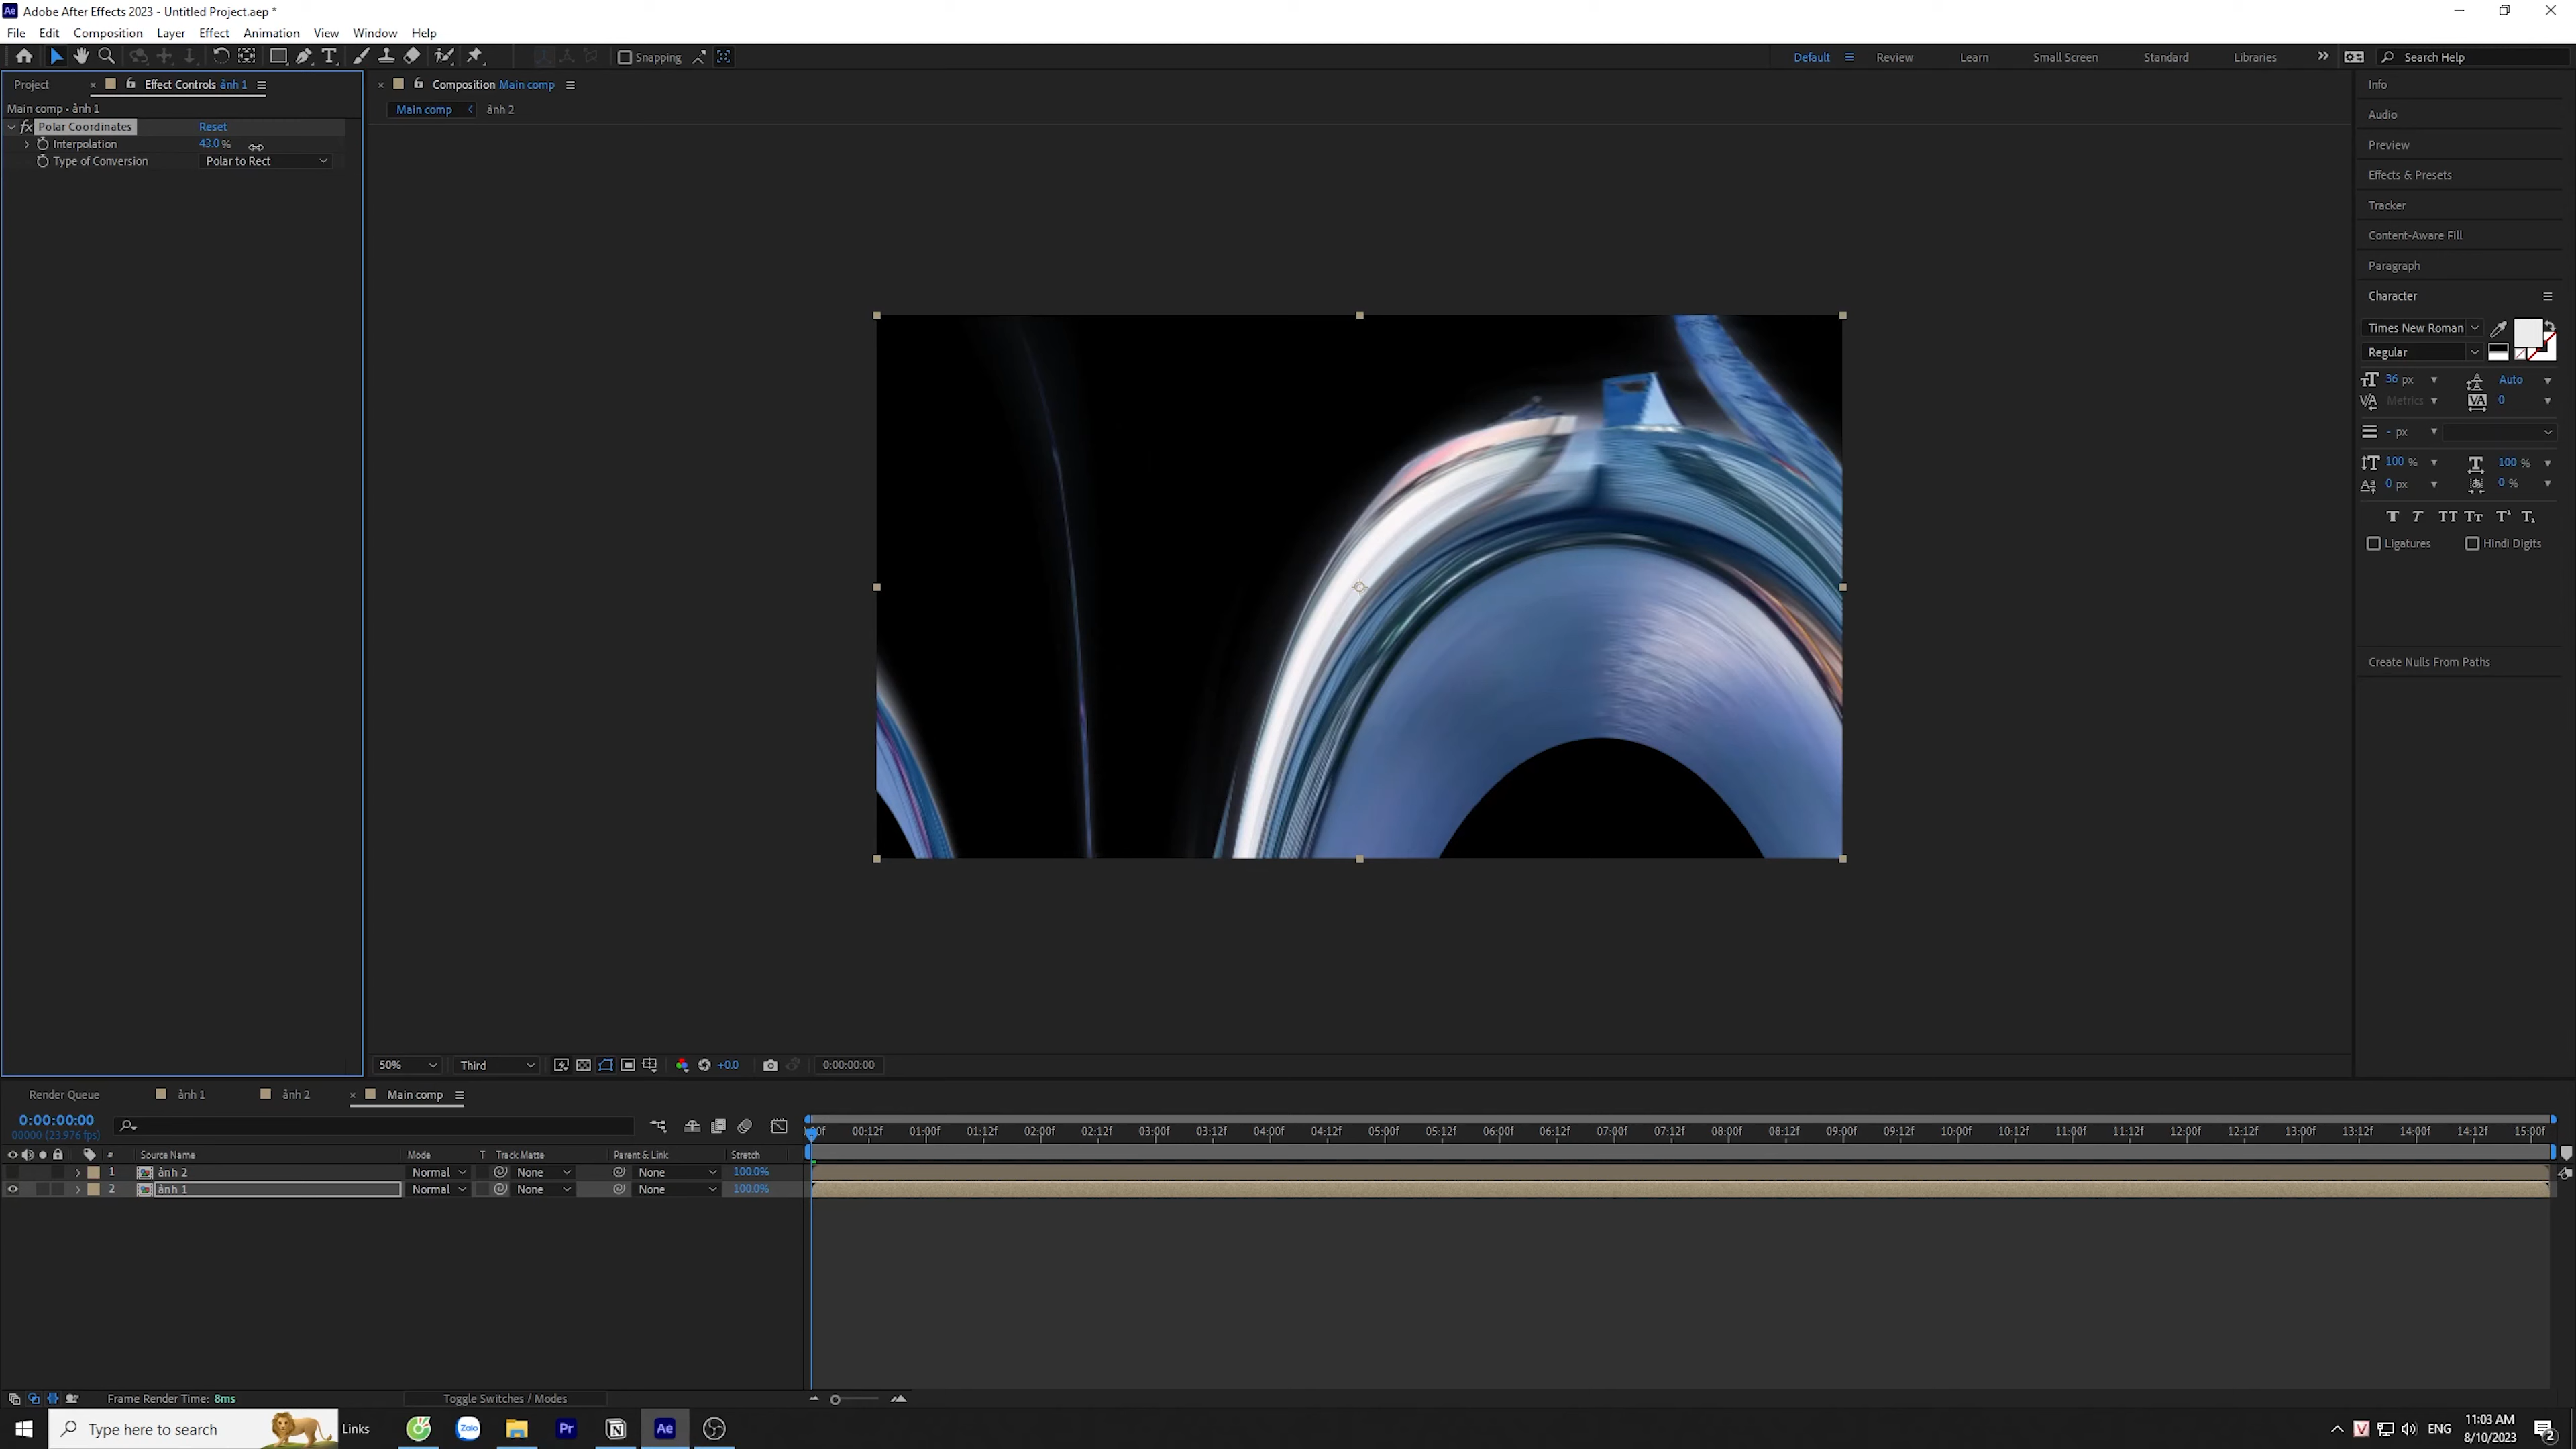 Adobe After Effects 2023 - Untitled Project.aep *
File Edit Composition Layer Effect Animation View Window Help
Snapping
Default Review Learn Small Screen Standard Libraries Search Help
Project Effect Controls ảnh 1
Composition Main comp
Main comp • ảnh 1
Main comp ảnh 2
fx Polar Coordinates Reset
Interpolation 43.0 %
Type of Conversion Polar to Rect
Info
Audio
Preview
Effects & Presets
Tracker
Content-Aware Fill
Paragraph
Character
Times New Roman
Regular
36 px Auto
Metrics 0
- px
100 % 100 %
0 px 0 %
T T TT Tт T¹ T₁
Ligatures Hindi Digits
Create Nulls From Paths
50% Third +0.0 0:00:00:00
Render Queue ảnh 1 ảnh 2 Main comp
0:00:00:00
00000 (23.976 fps)
00f 00:12f 01:00f 01:12f 02:00f 02:12f 03:00f 03:12f 04:00f 04:12f 05:00f 05:12f 06:00f 06:12f 07:00f 07:12f 08:00f 08:12f 09:00f 09:12f 10:00f 10:12f 11:00f 11:12f 12:00f 12:12f 13:00f 13:12f 14:00f 14:12f 15:00f
# Source Name Mode T Track Matte Parent & Link Stretch
1 ảnh 2 Normal None None 100.0%
2 ảnh 1 Normal None None 100.0%
Frame Render Time: 8ms Toggle Switches / Modes
Type here to search Links Zalo Pr Ae ENG
11:03 AM
8/10/2023
2